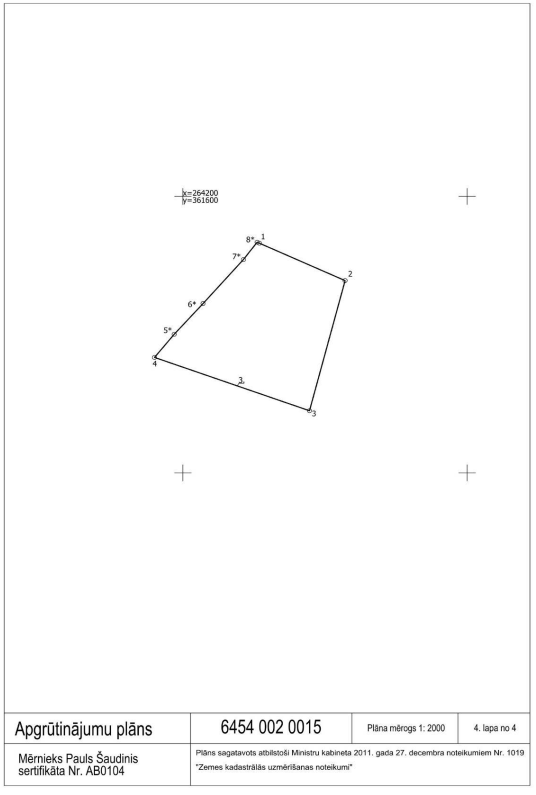 x=264200
y=361600
8* 1
7*
2
6*
5*
4
3
3
Apgrūtinājumu plāns
6454 002 0015
Plāna mērogs 1: 2000
4. lapa no 4
Mērnieks Pauls Šaudinis
sertifikāta Nr. AB0104
Plāns sagatavots atbilstoši Ministru kabineta 2011. gada 27. decembra noteikumiem Nr. 1019
"Zemes kadastrālās uzmērīšanas noteikumi"